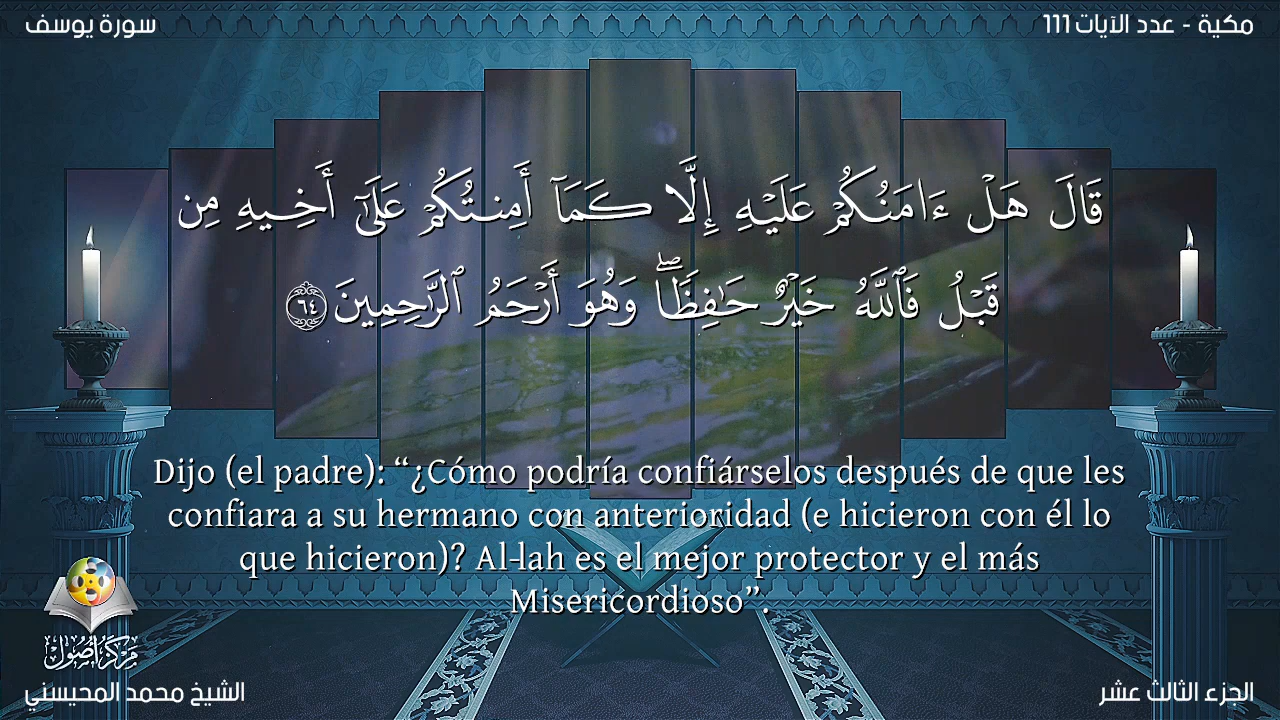 سورة يوسف
مكية - عدد الآيات 111
قَالَ هَلْ ءَامَنُكُمْ عَلَيْهِ إِلَّا كَمَآ أَمِنتُكُمْ عَلَىٰٓ أَخِيهِ مِن
قَبْلُ فَٱللَّهُ خَيْرٌ حَـٰفِظًا ۖ وَهُوَ أَرْحَمُ ٱلرَّٰحِمِينَ ٦٤
Dijo (el padre): “¿Cómo podría confiárselos después de que les
confiara a su hermano con anterioridad (e hicieron con él lo
que hicieron)? Al-lah es el mejor protector y el más
Misericordioso”.
مركز أصول
الشيخ محمد المحيسني
الجزء الثالث عشر